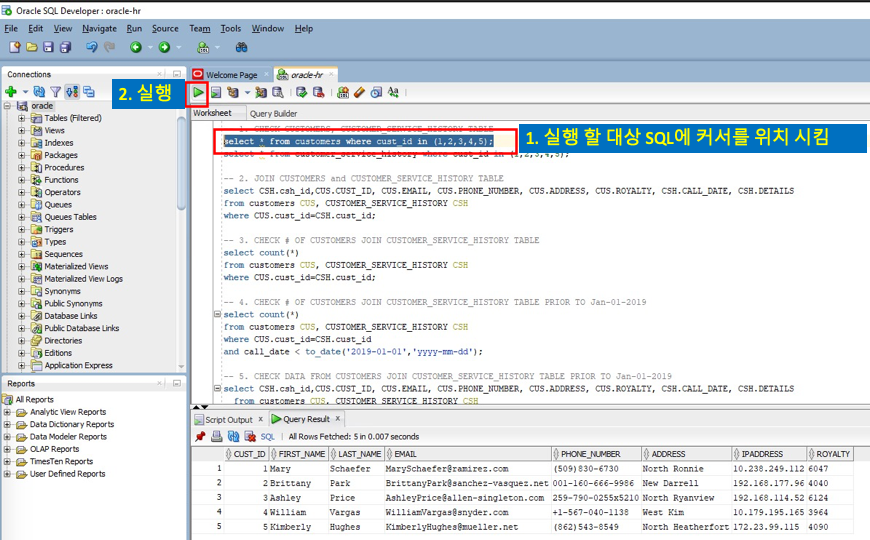 Oracle SQL Developer : oracle-hr
File Edit View Navigate Run Source Team Tools Window Help
Connections
Welcome Page
oracle-hr
2. 실행
Worksheet Query Builder
oracle
Tables (Filtered)
Views
Indexes
Packages
Procedures
Functions
Operators
Queues
Queues Tables
Triggers
Types
Sequences
Materialized Views
Materialized View Logs
Synonyms
Public Synonyms
Database Links
Public Database Links
Directories
Editions
Application Express
1. CHECK CUSTOMERS, CUSTOMER_SERVICE_HISTORY TABLE
select * from customers where cust_id in (1,2,3,4,5);
1. 실행 할 대상 SQL에 커서를 위치 시킴
select * from customer_service_history where cust_id in (1,2,3,4,5);
-- 2. JOIN CUSTOMERS and CUSTOMER_SERVICE_HISTORY TABLE
select CSH.csh_id,CUS.CUST_ID, CUS.EMAIL, CUS.PHONE_NUMBER, CUS.ADDRESS, CUS.ROYALTY, CSH.CALL_DATE, CSH.DETAILS
from customers CUS, CUSTOMER_SERVICE_HISTORY CSH
where CUS.cust_id=CSH.cust_id;
-- 3. CHECK # OF CUSTOMERS JOIN CUSTOMER_SERVICE_HISTORY TABLE
select count(*)
from customers CUS, CUSTOMER_SERVICE_HISTORY CSH
where CUS.cust_id=CSH.cust_id;
-- 4. CHECK # OF CUSTOMERS JOIN CUSTOMER_SERVICE_HISTORY TABLE PRIOR TO Jan-01-2019
select count(*)
from customers CUS, CUSTOMER_SERVICE_HISTORY CSH
where CUS.cust_id=CSH.cust_id
and call_date < to_date('2019-01-01','yyyy-mm-dd');
-- 5. CHECK DATA FROM CUSTOMERS JOIN CUSTOMER_SERVICE_HISTORY TABLE PRIOR TO Jan-01-2019
select CSH.csh_id,CUS.CUST_ID, CUS.EMAIL, CUS.PHONE_NUMBER, CUS.ADDRESS, CUS.ROYALTY, CSH.CALL_DATE, CSH.DETAILS
from customers CUS, CUSTOMER_SERVICE_HISTORY CSH
Reports
All Reports
Analytic View Reports
Data Dictionary Reports
Data Modeler Reports
OLAP Reports
TimesTen Reports
User Defined Reports
Script Output Query Result
SQL All Rows Fetched: 5 in 0.007 seconds
CUST_ID FIRST_NAME LAST_NAME EMAIL PHONE_NUMBER ADDRESS IPADDRESS ROYALTY
1 1 Mary Schaefer MarySchaefer@ramirez.com (509)830-6730 North Ronnie 10.238.249.112 6047
2 2 Brittany Park BrittanyPark@sanchez-vasquez.net 001-160-666-9986 New Darrell 192.168.177.96 4040
3 3 Ashley Price AshleyPrice@allen-singleton.com 259-790-0255x5210 North Ryanview 192.168.114.52 6124
4 4 William Vargas WilliamVargas@snyder.com +1-567-040-1138 West Kim 10.179.195.165 3964
5 5 Kimberly Hughes KimberlyHughes@mueller.net (862)543-8549 North Heatherfort 172.23.99.115 4090